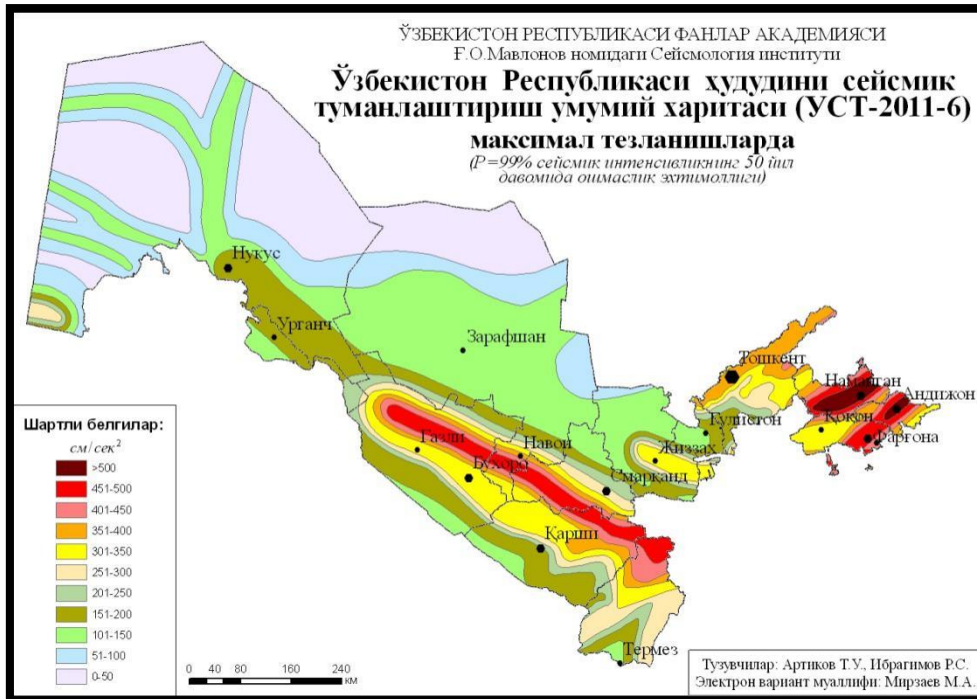 ЎЗБЕКИСТОН РЕСПУБЛИКАСИ ФАНЛАР АКАДЕМИЯСИ
Ғ.О.Мавлонов номидаги Сейсмология институти
Ўзбекистон Республикаси ҳудудини сейсмик
туманлаштириш умумий харитаси (УСТ-2011-6)
максимал тезланишларда
(P=99% сейсмик интенсивликнинг 50 йил
давомида ошмаслик эхтимоллиги)
Нукус
Урганч
Зарафшан
Тошкент
Наманган
Андижон
Қоқон
Фарғона
Гулистон
Жиззах
Газли
Навои
Бухоро
Смарканд
Қарши
Термез
Шартли белгилар:
см/сек²
>500
451-500
401-450
351-400
301-350
251-300
201-250
151-200
101-150
51-100
0-50
0 40 80 160 240
км
Тузувчилар: Артиков Т.У., Ибрагимов Р.С.
Электрон вариант муаллифи: Мирзаев М.А.